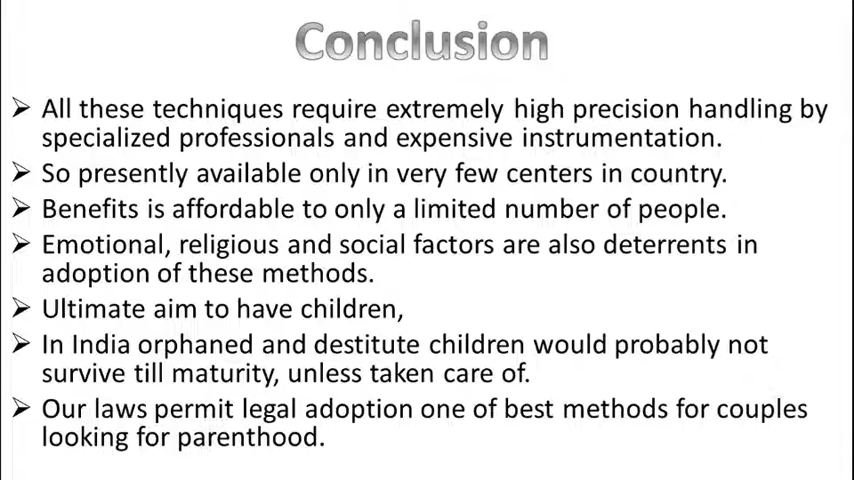 Conclusion
➢ All these techniques require extremely high precision handling by
specialized professionals and expensive instrumentation.
➢ So presently available only in very few centers in country.
➢ Benefits is affordable to only a limited number of people.
➢ Emotional, religious and social factors are also deterrents in
adoption of these methods.
➢ Ultimate aim to have children,
➢ In India orphaned and destitute children would probably not
survive till maturity, unless taken care of.
➢ Our laws permit legal adoption one of best methods for couples
looking for parenthood.